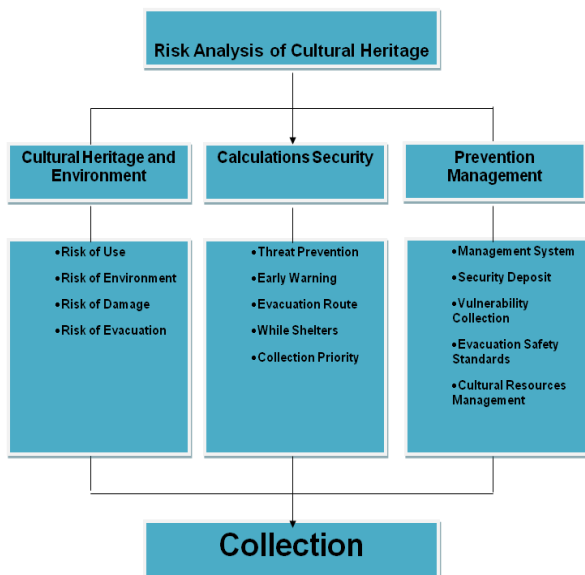 Risk Analysis of Cultural Heritage
Cultural Heritage and
Environment
Calculations Security
Prevention
Management
•Risk of Use
•Risk of Environment
•Risk of Damage
•Risk of Evacuation
•Threat Prevention
•Early Warning
•Evacuation Route
•While Shelters
•Collection Priority
•Management System
•Security Deposit
•Vulnerability
Collection
•Evacuation Safety
Standards
•Cultural Resources
Management
Collection